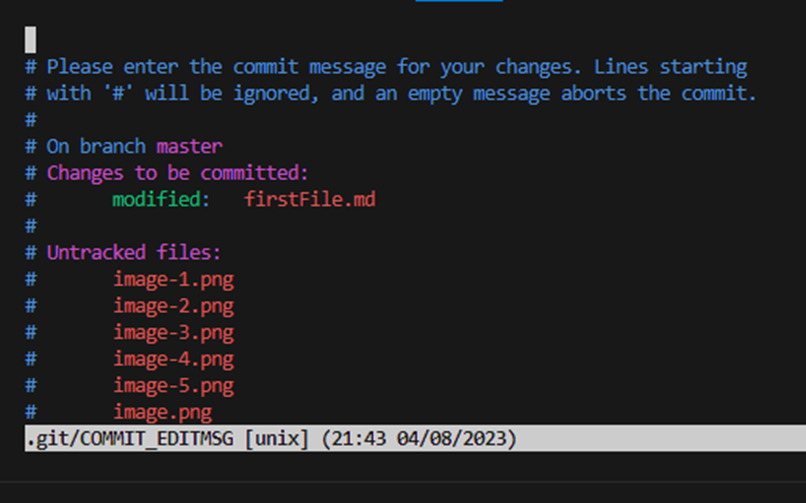 # Please enter the commit message for your changes. Lines starting
# with '#' will be ignored, and an empty message aborts the commit.
#
# On branch master
# Changes to be committed:
#       modified:   firstFile.md
#
# Untracked files:
#       image-1.png
#       image-2.png
#       image-3.png
#       image-4.png
#       image-5.png
#       image.png
.git/COMMIT_EDITMSG [unix] (21:43 04/08/2023)